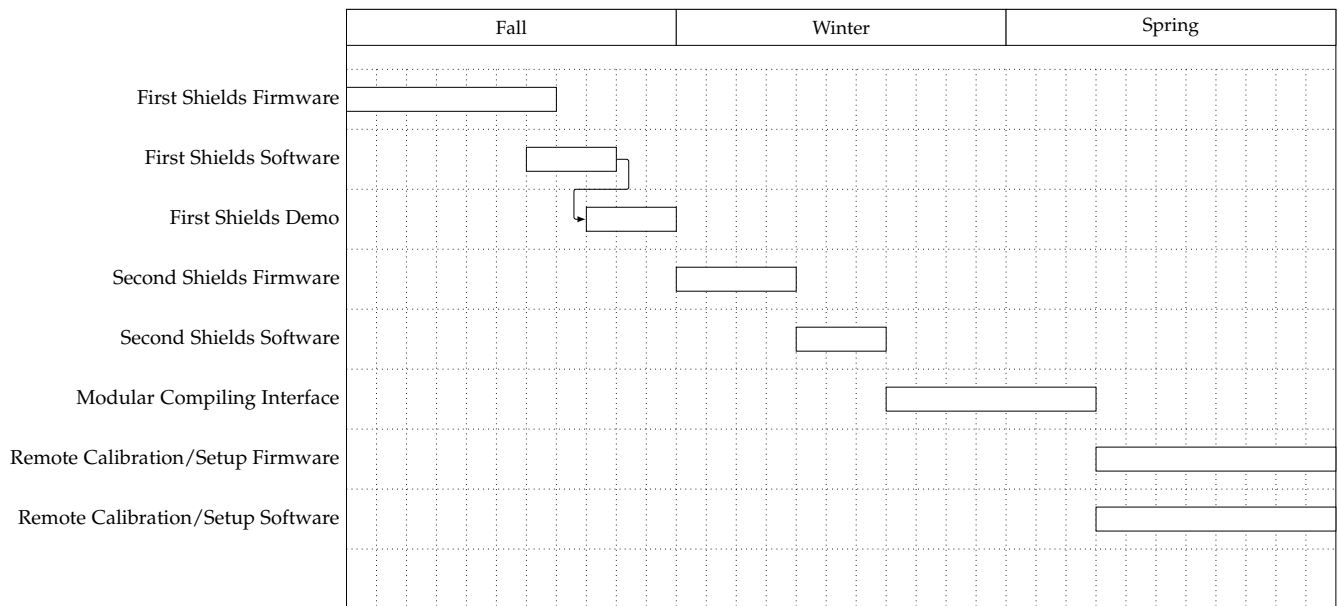 Fall
Winter
Spring
First Shields Firmware
First Shields Software
First Shields Demo
Second Shields Firmware
Second Shields Software
Modular Compiling Interface
Remote Calibration/Setup Firmware
Remote Calibration/Setup Software